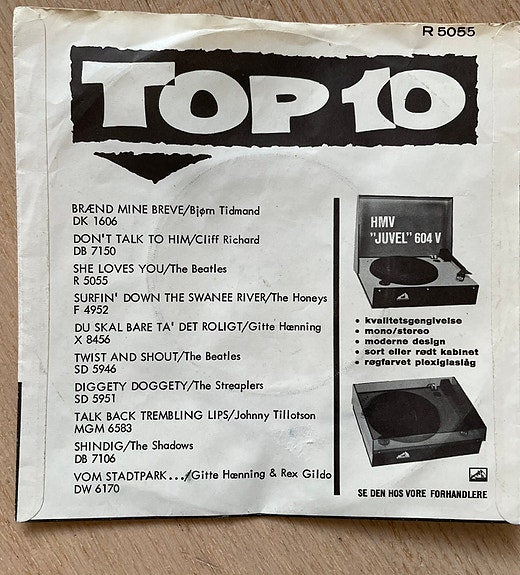 R 5055
TOP 10
BRÆND MINE BREVE/Bjørn Tidmand
DK 1606
DON'T TALK TO HIM/Cliff Richard
DB 7150
SHE LOVES YOU/The Beatles
R 5055
SURFIN' DOWN THE SWANEE RIVER/The Honeys
F 4952
DU SKAL BARE TA' DET ROLIGT/Gitte Hænning
X 8456
TWIST AND SHOUT/The Beatles
SD 5946
DIGGETY DOGGETY/The Streaplers
SD 5951
TALK BACK TREMBLING LIPS/Johnny Tillotson
MGM 6583
SHINDIG/The Shadows
DB 7106
VOM STADTPARK .../Gitte Hænning & Rex Gildo
DW 6170
HMV
"JUVEL" 604 V
• kvalitetsgengivelse
• mono/stereo
• moderne design
• sort eller rødt kabinet
• røgfarvet plexiglaslåg
SE DEN HOS VORE FORHANDLERE